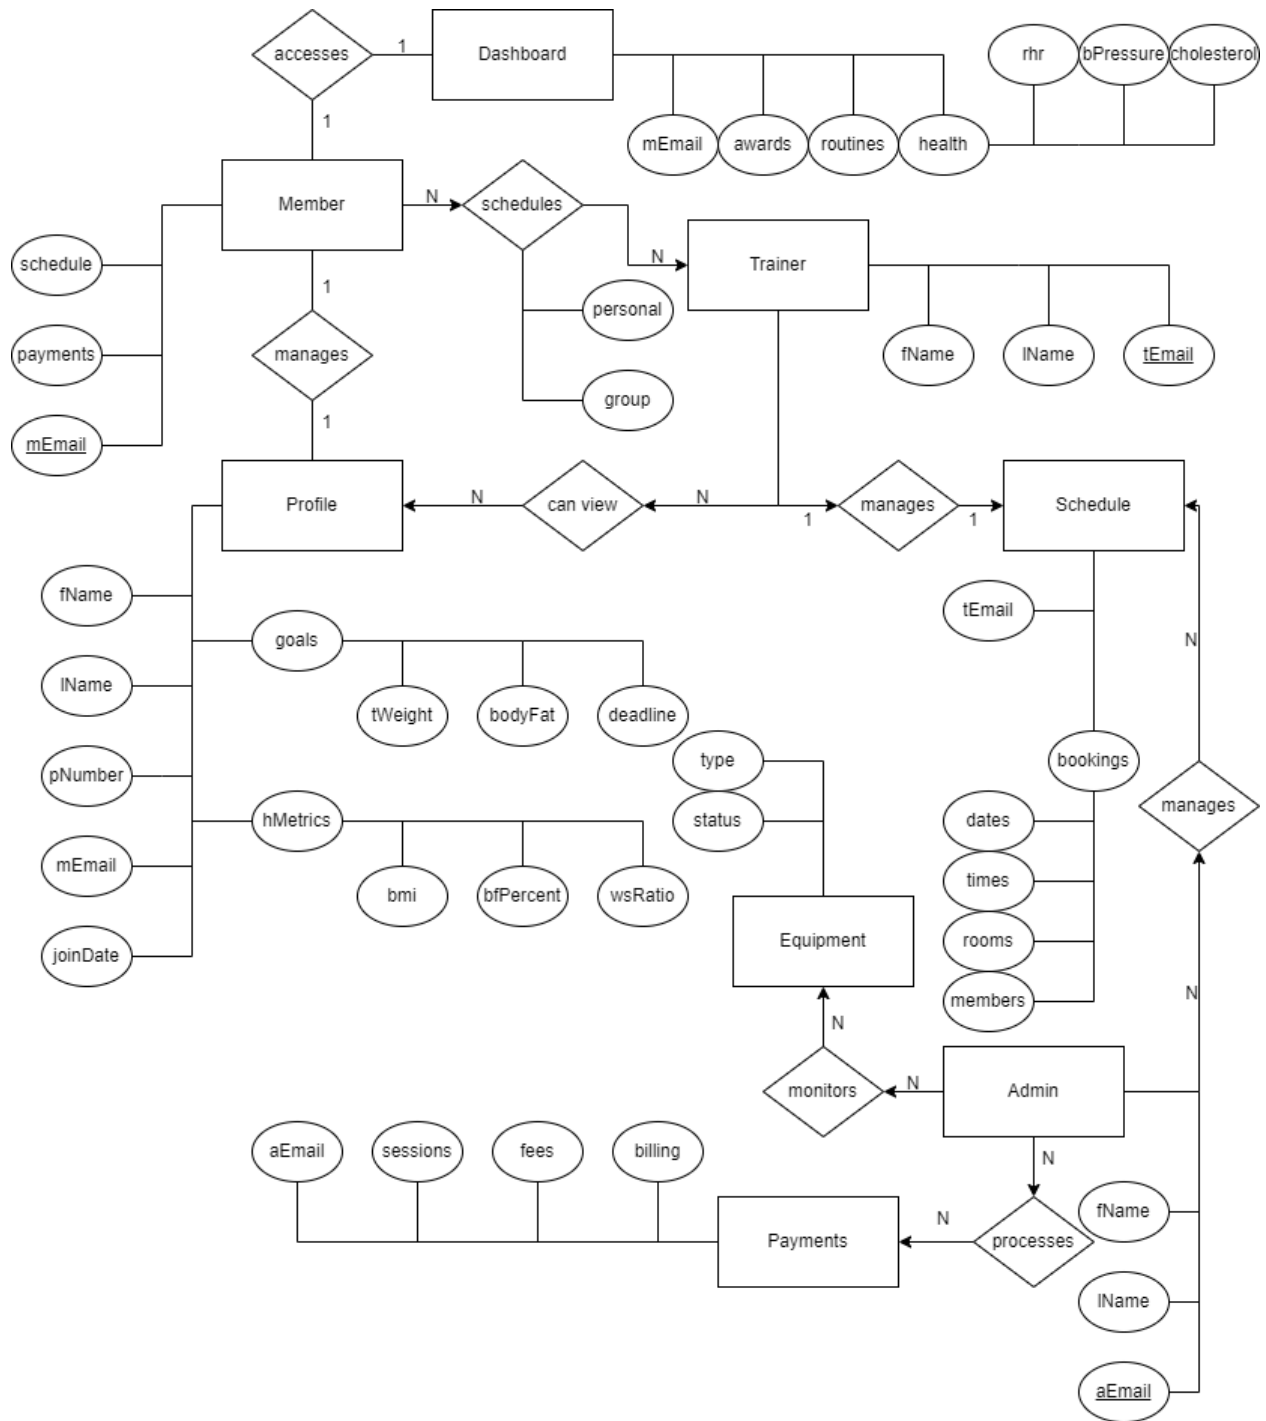 accesses
1
Dashboard
rhr
bPressure
cholesterol
1
mEmail
awards
routines
health
Member
N
schedules
N
Trainer
schedule
1
personal
payments
manages
fName
lName
tEmail
group
1
mEmail
Profile
N
can view
N
1
manages
1
Schedule
fName
tEmail
goals
N
lName
tWeight
bodyFat
deadline
type
bookings
pNumber
manages
hMetrics
status
dates
mEmail
times
bmi
bfPercent
wsRatio
Equipment
rooms
joinDate
N
members
N
monitors
N
Admin
aEmail
sessions
fees
billing
N
fName
N
Payments
processes
lName
aEmail